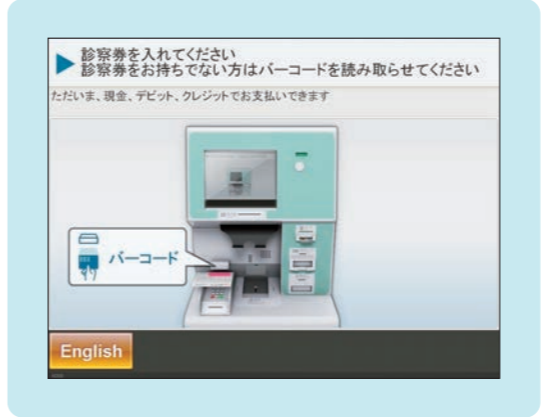 診察券を入れてください
診察券をお持ちでない方はバーコードを読み取らせてください
ただいま、現金、デビット、クレジットでお支払いできます
バーコード
English